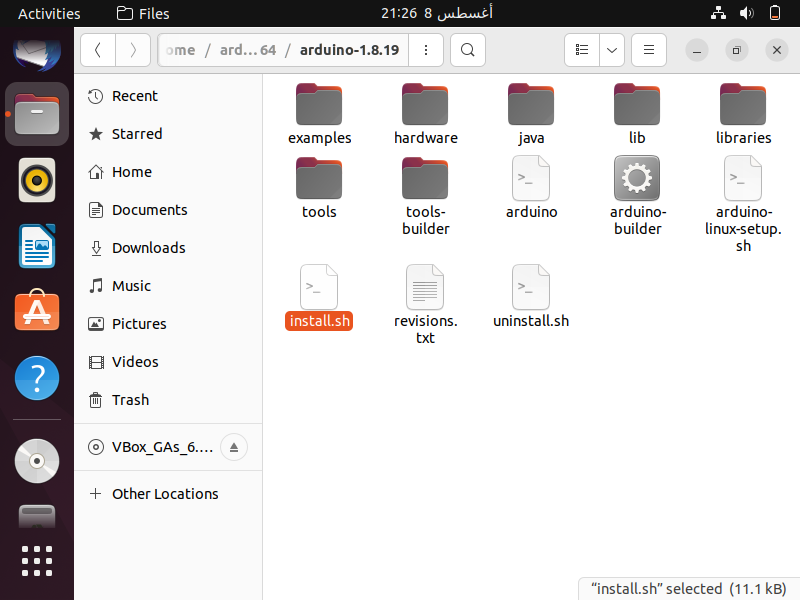 Activities
Files
21:26 8 أغسطس
ome / ard…64 / arduino-1.8.19
Recent
Starred
Home
Documents
Downloads
Music
Pictures
Videos
Trash
VBox_GAs_6.…
Other Locations
examples
hardware
java
lib
libraries
tools
tools-
builder
arduino
arduino-
builder
arduino-
linux-setup.
sh
install.sh
revisions.
txt
uninstall.sh
“install.sh” selected (11.1 kB)